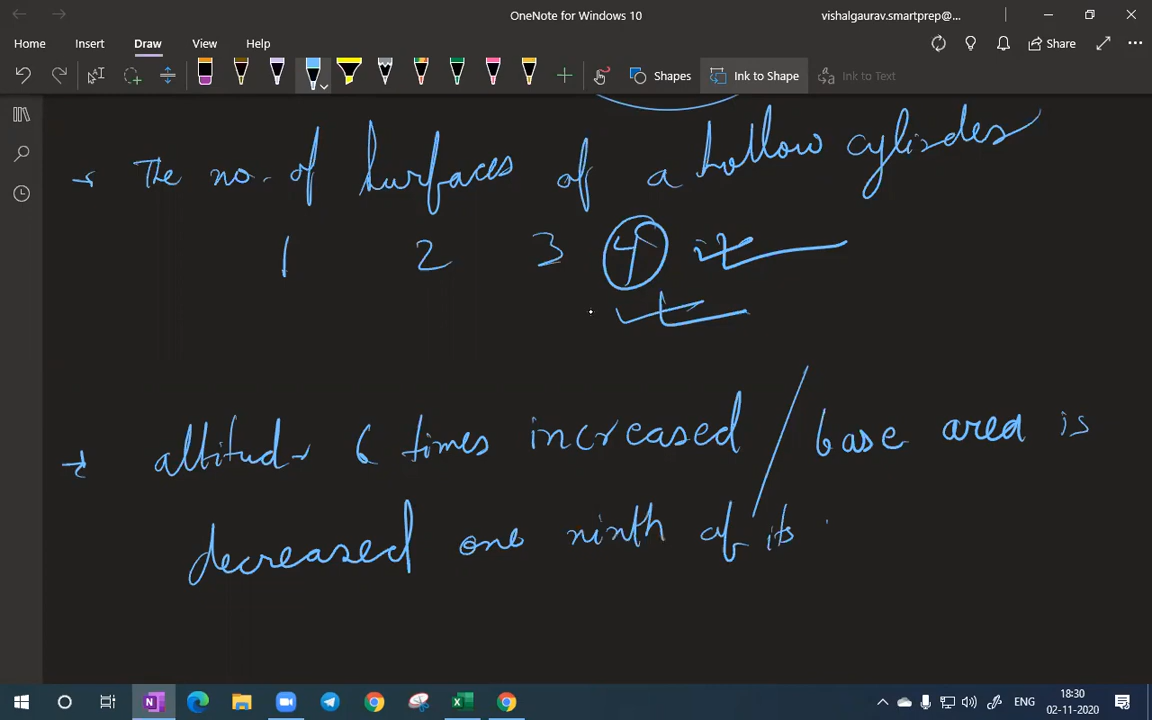 OneNote for Windows 10
vishalgaurav.smartprep@...
Home Insert Draw View Help
Share
Shapes Ink to Shape Ink to Text
The no. of surfaces of a hollow cylinder
1 2 3 4
altitude 6 times increased / base area is
decreased one ninth of its
ENG
18:30
02-11-2020